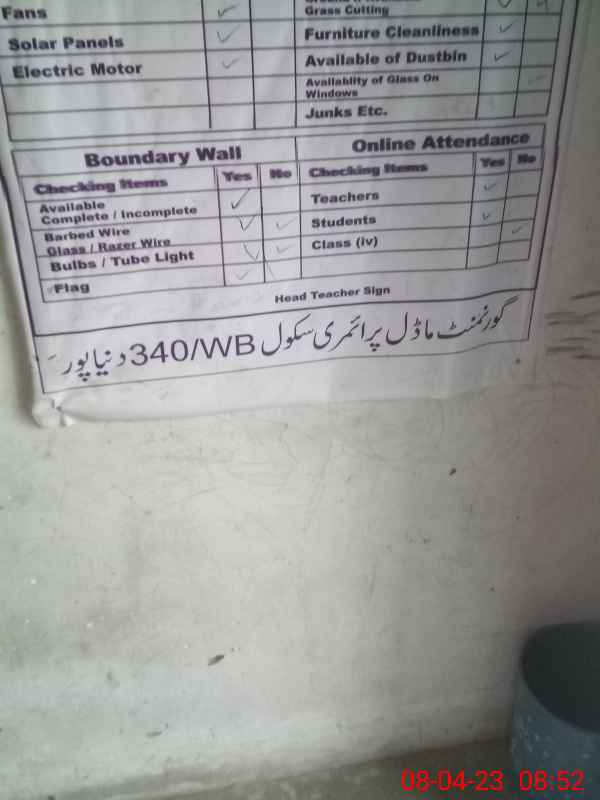 Fans
Solar Panels
Electric Motor
Grass Cutting
Furniture Cleanliness
Available of Dustbin
Availablity of Glass On
Windows
Junks Etc.
Boundary Wall
Checking Items Yes No
Available
Complete / Incomplete
Barbed Wire
Glass / Razer Wire
Bulbs / Tube Light
Flag
Online Attendance
Checking Items Yes No
Teachers
Students
Class (iv)
Head Teacher Sign
گورنمنٹ ماڈل پرائمری سکول 340/WB دنیاپور
08-04-23 08:52